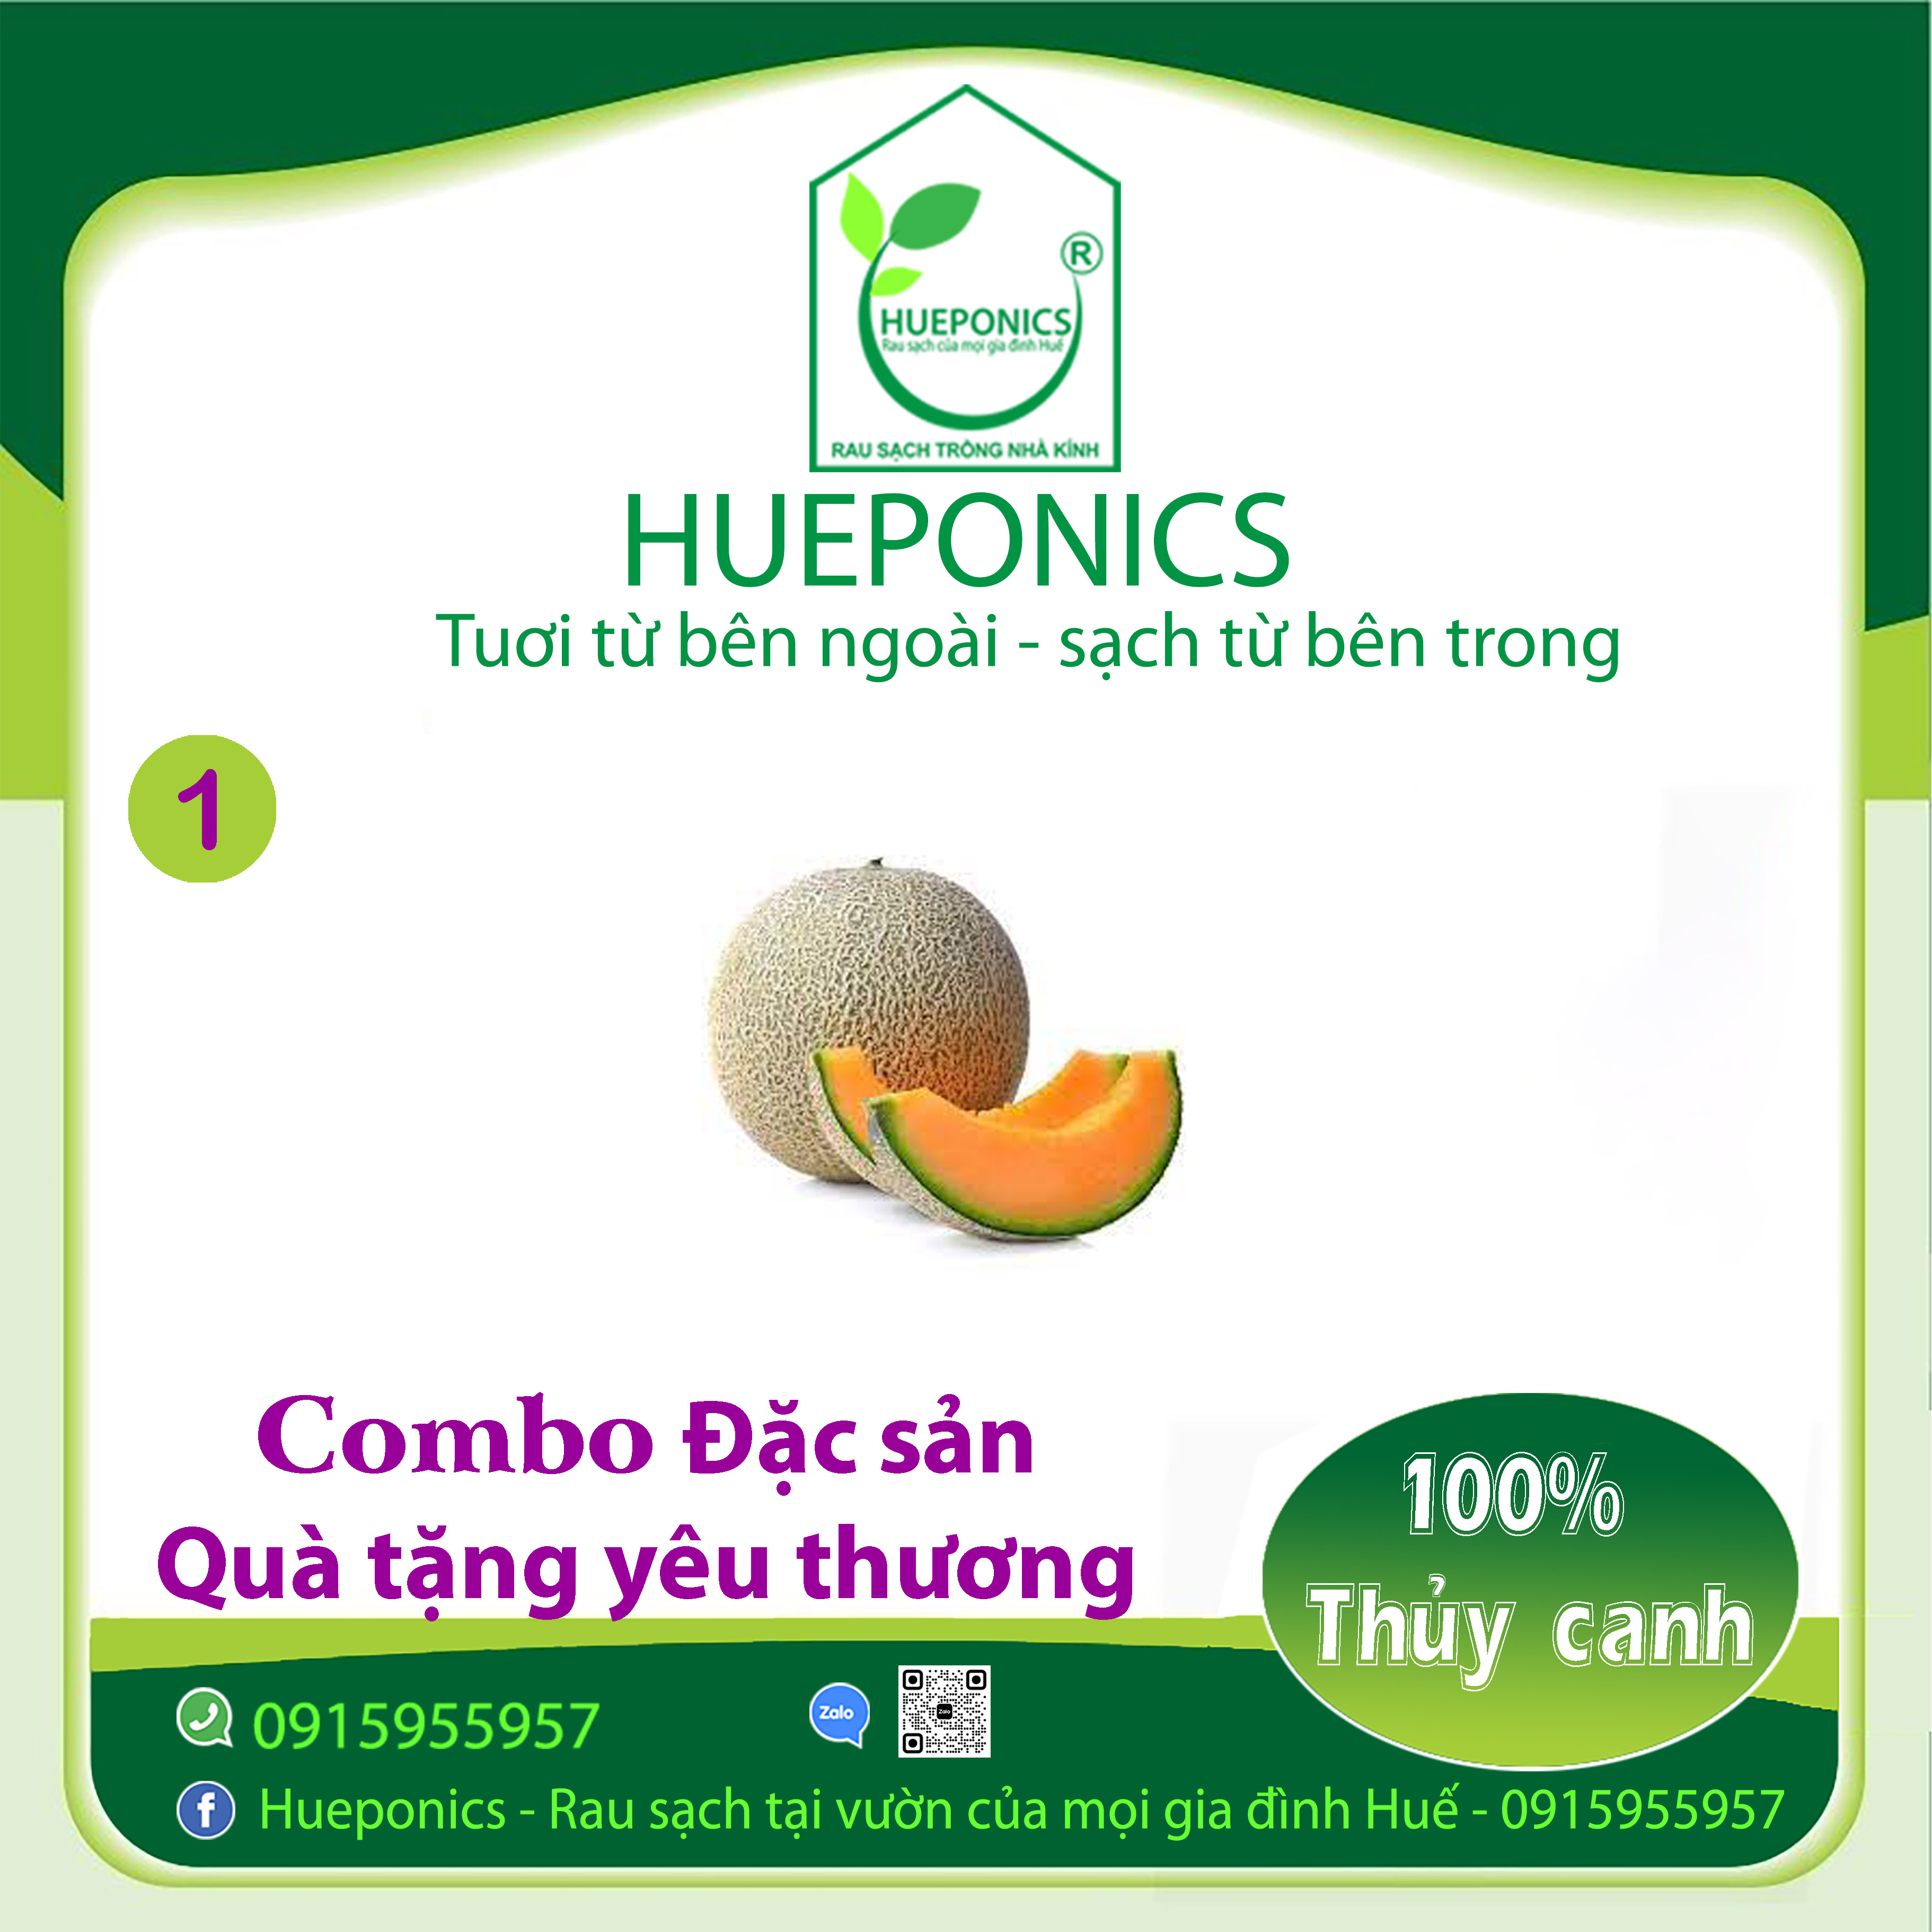 ®
HUEPONICS
Rau sạch của mọi gia đình Huế
RAU SẠCH TRỒNG NHÀ KÍNH
HUEPONICS
Tươi từ bên ngoài - sạch từ bên trong
1
Combo Đặc sản
Quà tặng yêu thương
100%
Thủy canh
0915955957
Zalo
Zalo
Hueponics - Rau sạch tại vườn của mọi gia đình Huế - 0915955957